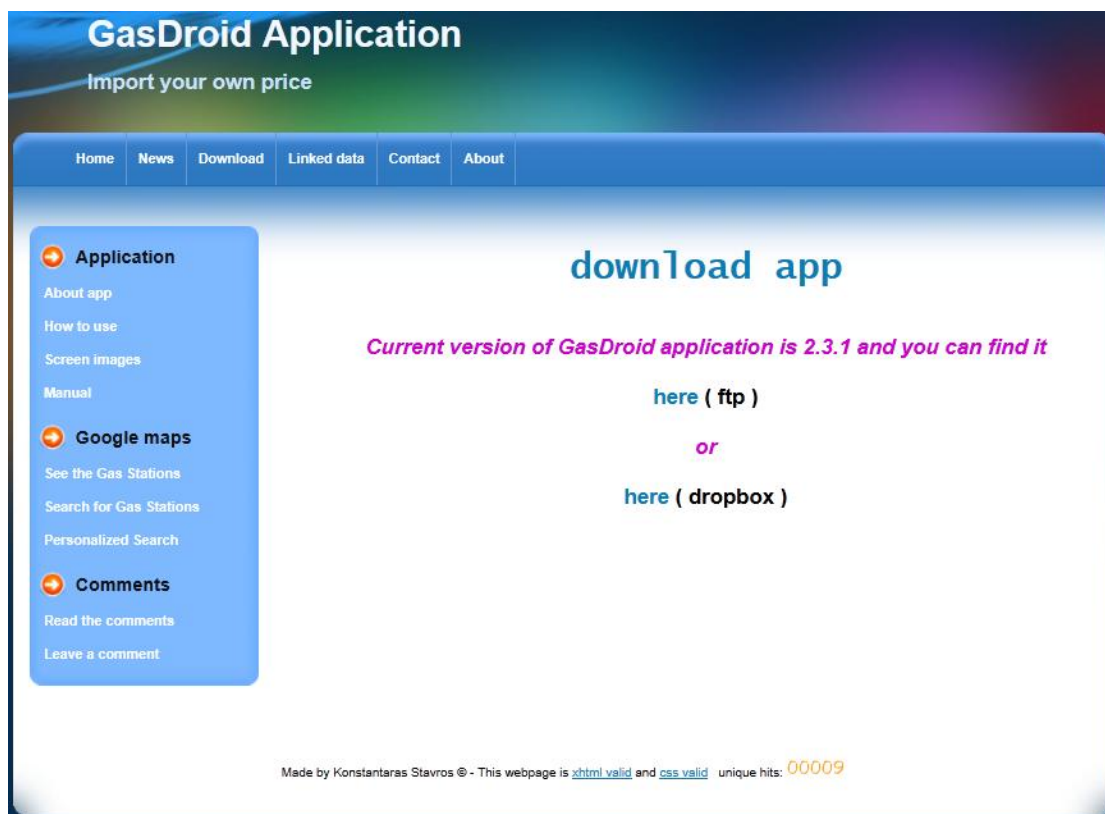 GasDroid Application
Import your own price
Home News Download Linked data Contact About
Application
About app
How to use
Screen images
Manual
Google maps
See the Gas Stations
Search for Gas Stations
Personalized Search
Comments
Read the comments
Leave a comment
download app
Current version of GasDroid application is 2.3.1 and you can find it
here ( ftp )
or
here ( dropbox )
Made by Konstantaras Stavros © - This webpage is xhtml valid and css valid unique hits: 00009